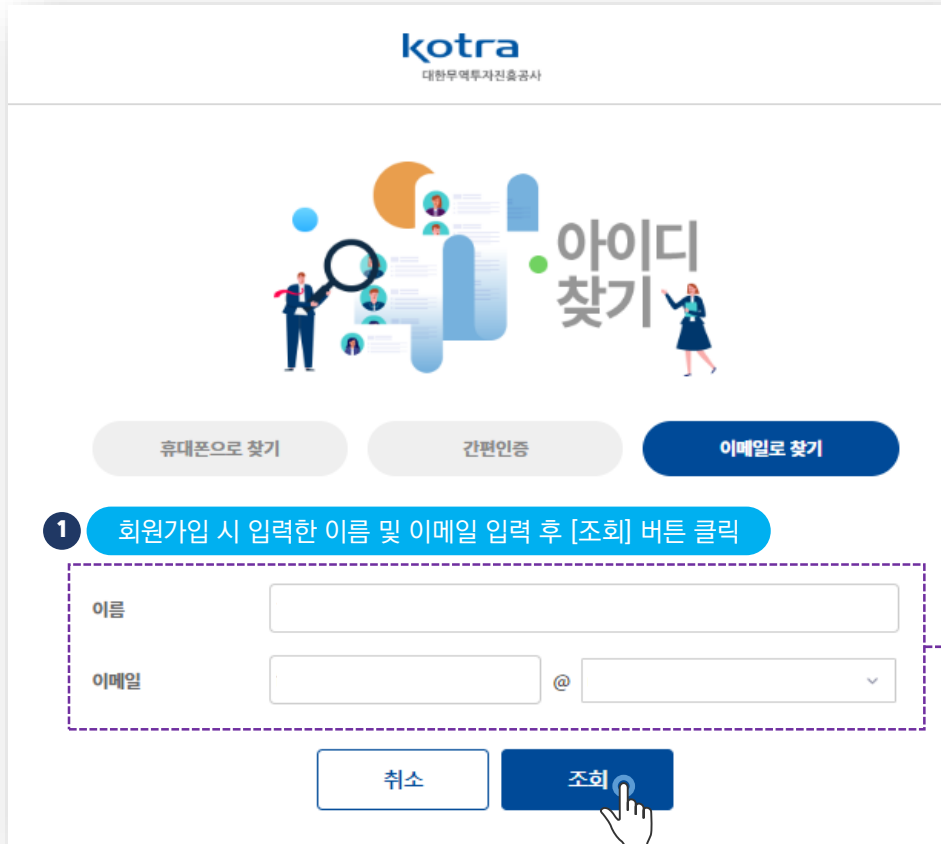 kotra
대한무역투자진흥공사
아이디
찾기
휴대폰으로 찾기
간편인증
이메일로 찾기
1 회원가입 시 입력한 이름 및 이메일 입력 후 [조회] 버튼 클릭
이름
이메일 @
취소
조회